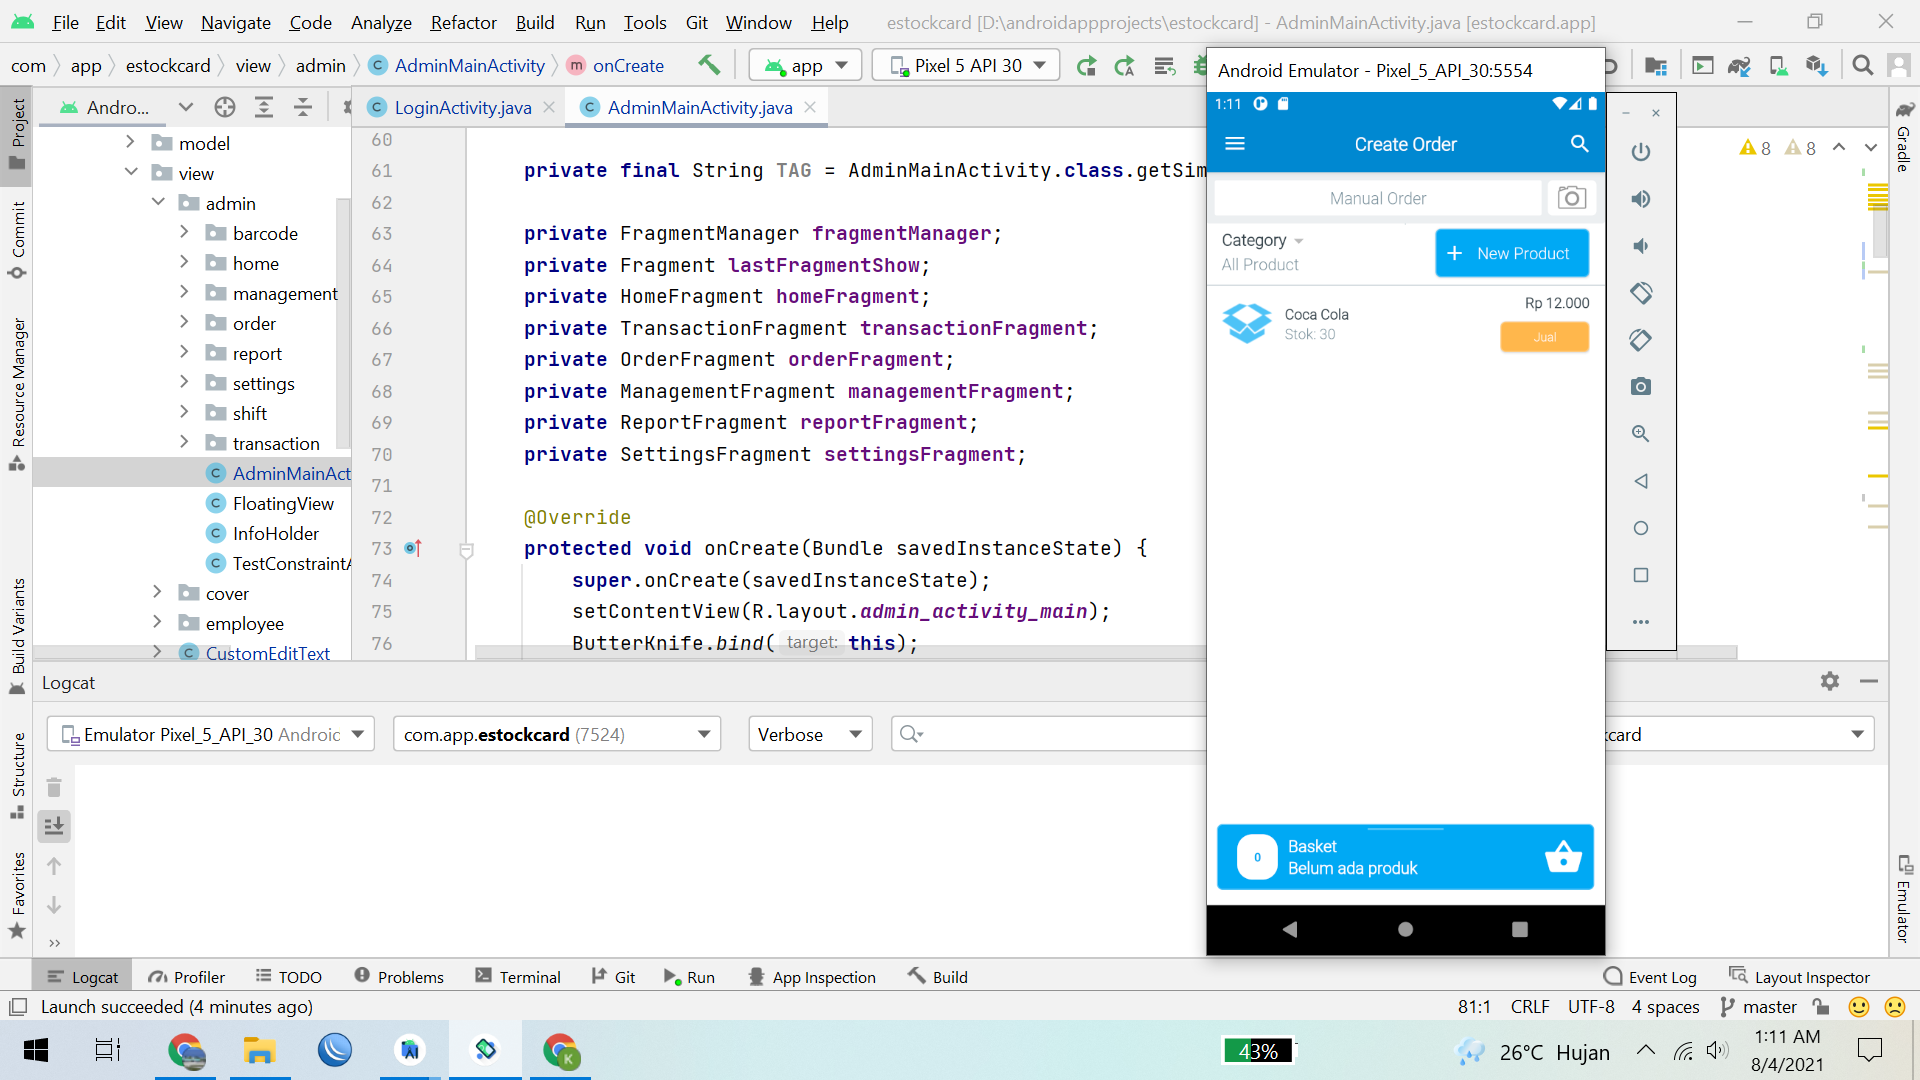 File Edit View Navigate Code Analyze Refactor Build Run Tools Git Window Help estockcard [D:\androidappprojects\estockcard] - AdminMainActivity.java [estockcard.app]
com app estockcard view admin AdminMainActivity onCreate app Pixel 5 API 30
Andro...
LoginActivity.java
AdminMainActivity.java
Project
Commit
Resource Manager
Build Variants
Structure
Favorites
model
view
admin
barcode
home
management
order
report
settings
shift
transaction
AdminMainAct
FloatingView
InfoHolder
TestConstraintA
cover
employee
CustomEditText
60
61 private final String TAG = AdminMainActivity.class.getSim
62
63 private FragmentManager fragmentManager;
64 private Fragment lastFragmentShow;
65 private HomeFragment homeFragment;
66 private TransactionFragment transactionFragment;
67 private OrderFragment orderFragment;
68 private ManagementFragment managementFragment;
69 private ReportFragment reportFragment;
70 private SettingsFragment settingsFragment;
71
72 @Override
73 protected void onCreate(Bundle savedInstanceState) {
74 super.onCreate(savedInstanceState);
75 setContentView(R.layout.admin_activity_main);
76 ButterKnife.bind( target: this);
8 8
Gradle
Emulator
Android Emulator - Pixel_5_API_30:5554
1:11
Create Order
Manual Order
Category
All Product
+ New Product
Coca Cola
Stok: 30
Rp 12.000
Jual
0
Basket
Belum ada produk
Logcat
Emulator Pixel_5_API_30 Android
com.app.estockcard (7524)
Verbose
card
Logcat Profiler TODO Problems Terminal Git Run App Inspection Build Event Log Layout Inspector
Launch succeeded (4 minutes ago)
81:1 CRLF UTF-8 4 spaces master
K
43%
26°C Hujan
1:11 AM
8/4/2021